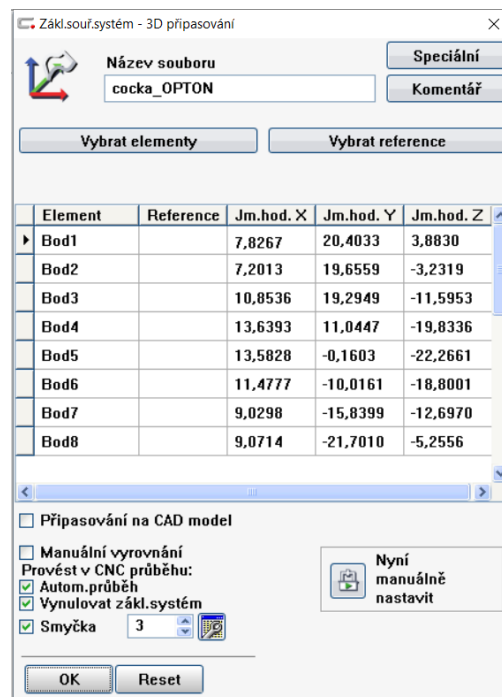 Zákl.souř.systém - 3D připasování
Speciální
Název souboru
cocka_OPTON
Komentář
Vybrat elementy Vybrat reference
Element Reference Jm.hod. X Jm.hod. Y Jm.hod. Z
Bod1 7,8267 20,4033 3,8830
Bod2 7,2013 19,6559 -3,2319
Bod3 10,8536 19,2949 -11,5953
Bod4 13,6393 11,0447 -19,8336
Bod5 13,5828 -0,1603 -22,2661
Bod6 11,4777 -10,0161 -18,8001
Bod7 9,0298 -15,8399 -12,6970
Bod8 9,0714 -21,7010 -5,2556
Připasování na CAD model
Manuální vyrovnání
Provést v CNC průběhu:
Autom.průběh
Vynulovat zákl.systém
Smyčka 3
Nyní
manuálně
nastavit
OK Reset